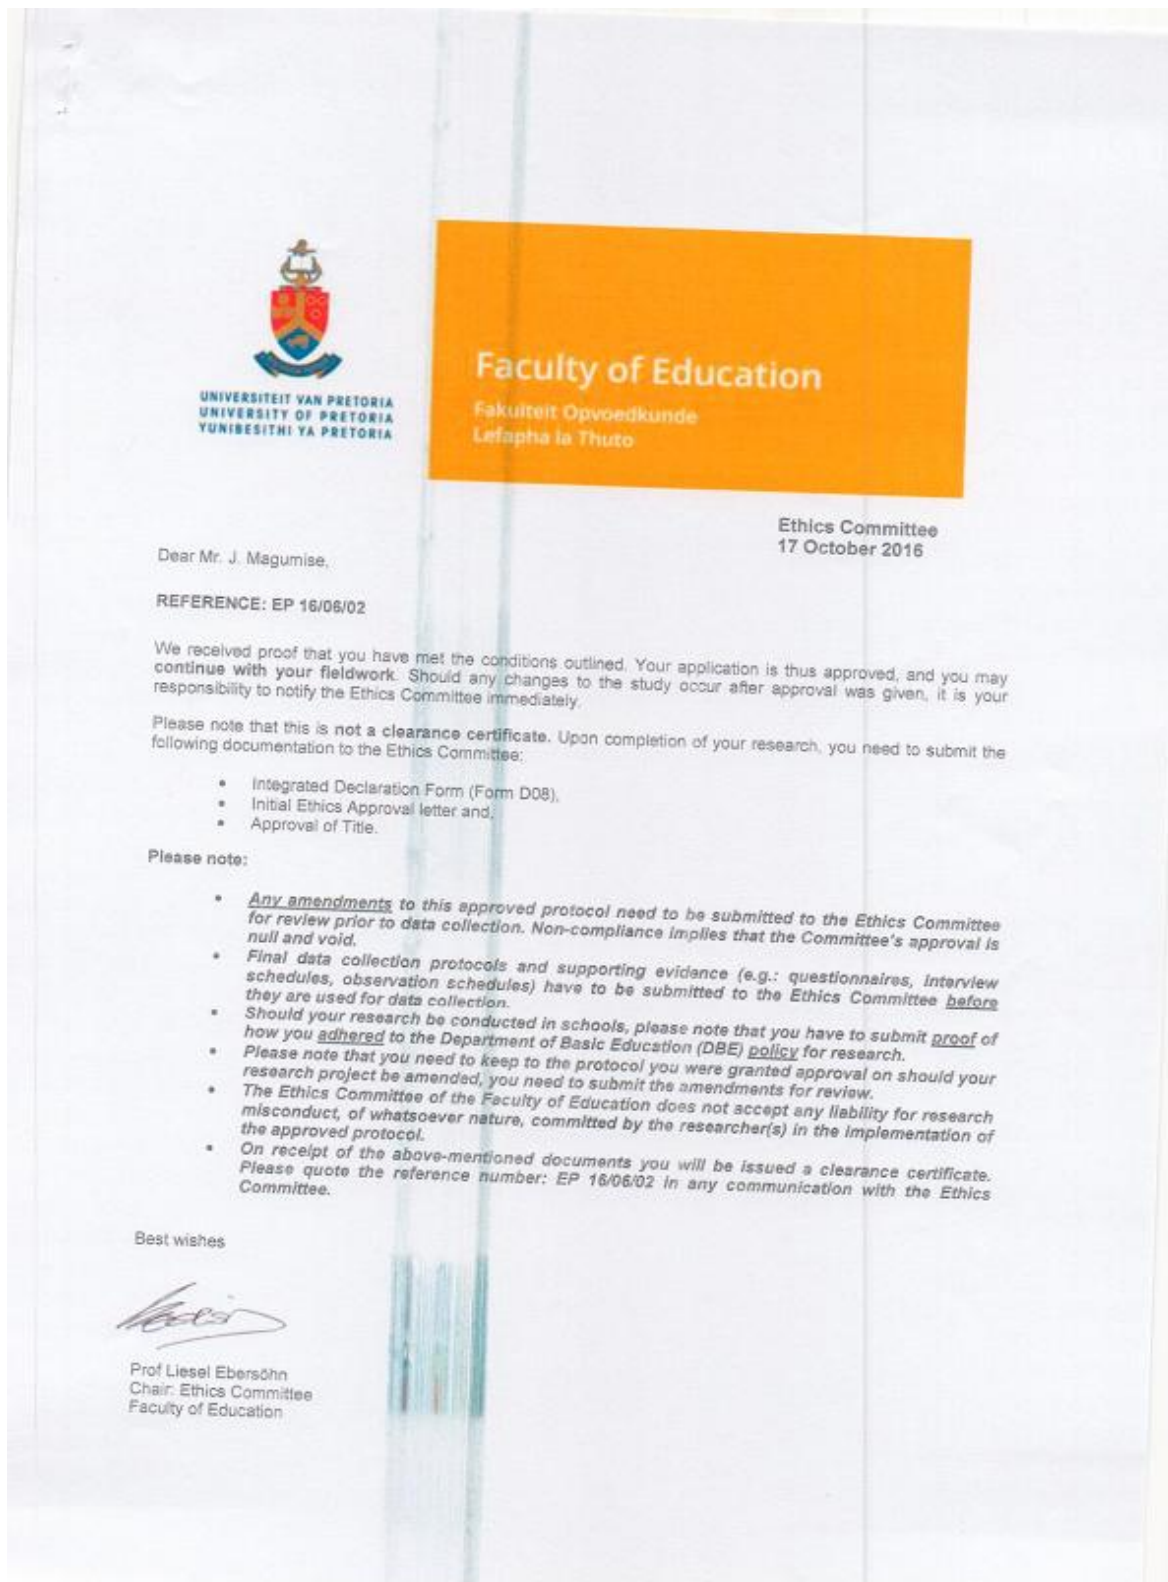 UNIVERSITEIT VAN PRETORIA
UNIVERSITY OF PRETORIA
YUNIBESITHI YA PRETORIA
Faculty of Education
Fakulteit Opvoedkunde
Lefapha la Thuto
Ethics Committee
17 October 2016
Dear Mr. J. Magumise,
REFERENCE: EP 16/06/02
We received proof that you have met the conditions outlined. Your application is thus approved, and you may
continue with your fieldwork. Should any changes to the study occur after approval was given, it is your
responsibility to notify the Ethics Committee immediately.
Please note that this is not a clearance certificate. Upon completion of your research, you need to submit the
following documentation to the Ethics Committee:
• Integrated Declaration Form (Form D08),
• Initial Ethics Approval letter and,
• Approval of Title.
Please note:
• Any amendments to this approved protocol need to be submitted to the Ethics Committee
for review prior to data collection. Non-compliance implies that the Committee's approval is
null and void.
• Final data collection protocols and supporting evidence (e.g.: questionnaires, interview
schedules, observation schedules) have to be submitted to the Ethics Committee before
they are used for data collection.
• Should your research be conducted in schools, please note that you have to submit proof of
how you adhered to the Department of Basic Education (DBE) policy for research.
• Please note that you need to keep to the protocol you were granted approval on should your
research project be amended, you need to submit the amendments for review.
• The Ethics Committee of the Faculty of Education does not accept any liability for research
misconduct, of whatsoever nature, committed by the researcher(s) in the implementation of
the approved protocol.
• On receipt of the above-mentioned documents you will be issued a clearance certificate.
Please quote the reference number: EP 16/06/02 in any communication with the Ethics
Committee.
Best wishes
Prof Liesel Ebersöhn
Chair: Ethics Committee
Faculty of Education